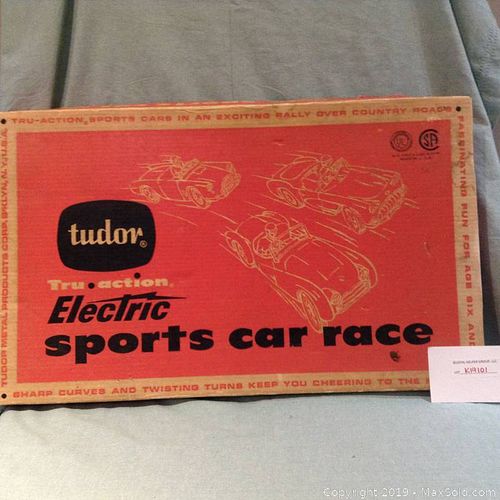 TRU-ACTION SPORTS CARS IN AN EXCITING RALLY OVER COUNTRY ROADS
FASCINATING FUN FOR AGE SIX AND
TUDOR METAL PRODUCTS CORP. BKLYN, N.Y., U.S.A.
UL
SA
tudor®
Tru·action®
Electric
sports car race
SHARP CURVES AND TWISTING TURNS KEEP YOU CHEERING TO THE
K19101
Copyright 2019 - MaxSold.com